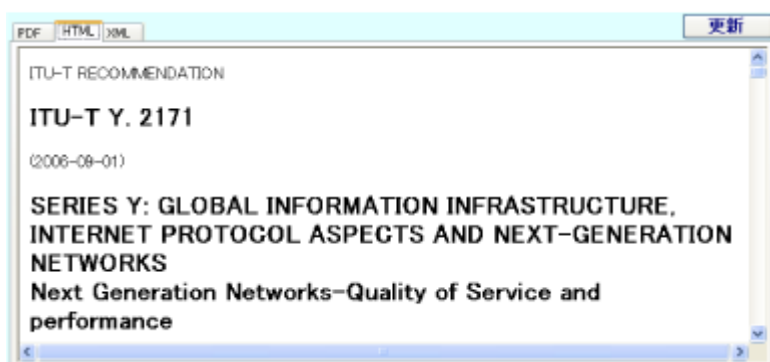 PDF HTML XML 更新
ITU-T RECOMMENDATION
ITU-T Y. 2171
(2006-09-01)
SERIES Y: GLOBAL INFORMATION INFRASTRUCTURE,
INTERNET PROTOCOL ASPECTS AND NEXT-GENERATION
NETWORKS
Next Generation Networks-Quality of Service and
performance